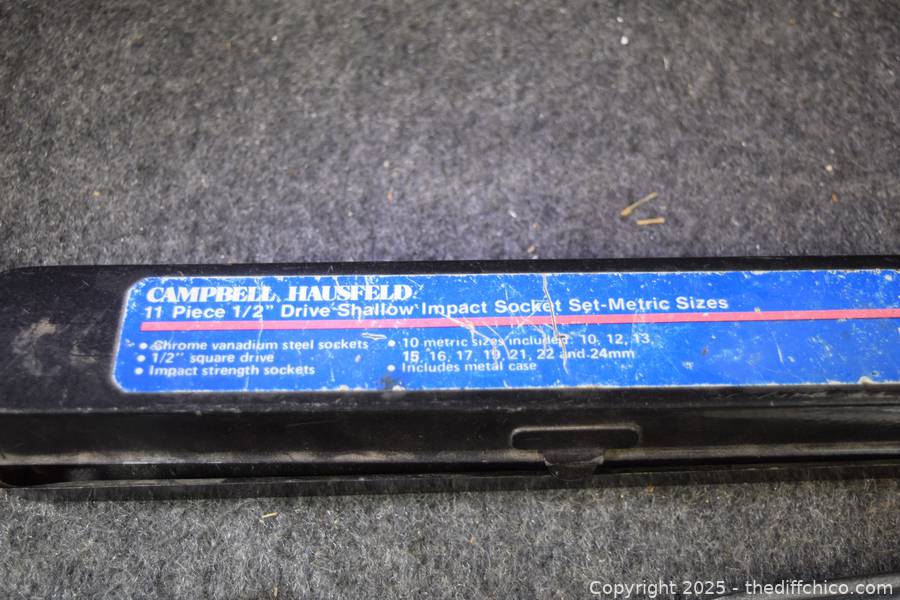 CAMPBELL HAUSFELD
11 Piece 1/2" Drive Shallow Impact Socket Set-Metric Sizes
• Chrome vanadium steel sockets
• 1/2" square drive
• Impact strength sockets
• 10 metric sizes included: 10, 12, 13,
15, 16, 17, 19, 21, 22 and 24mm
• Includes metal case
Copyright © 2025 - thediffchico.com